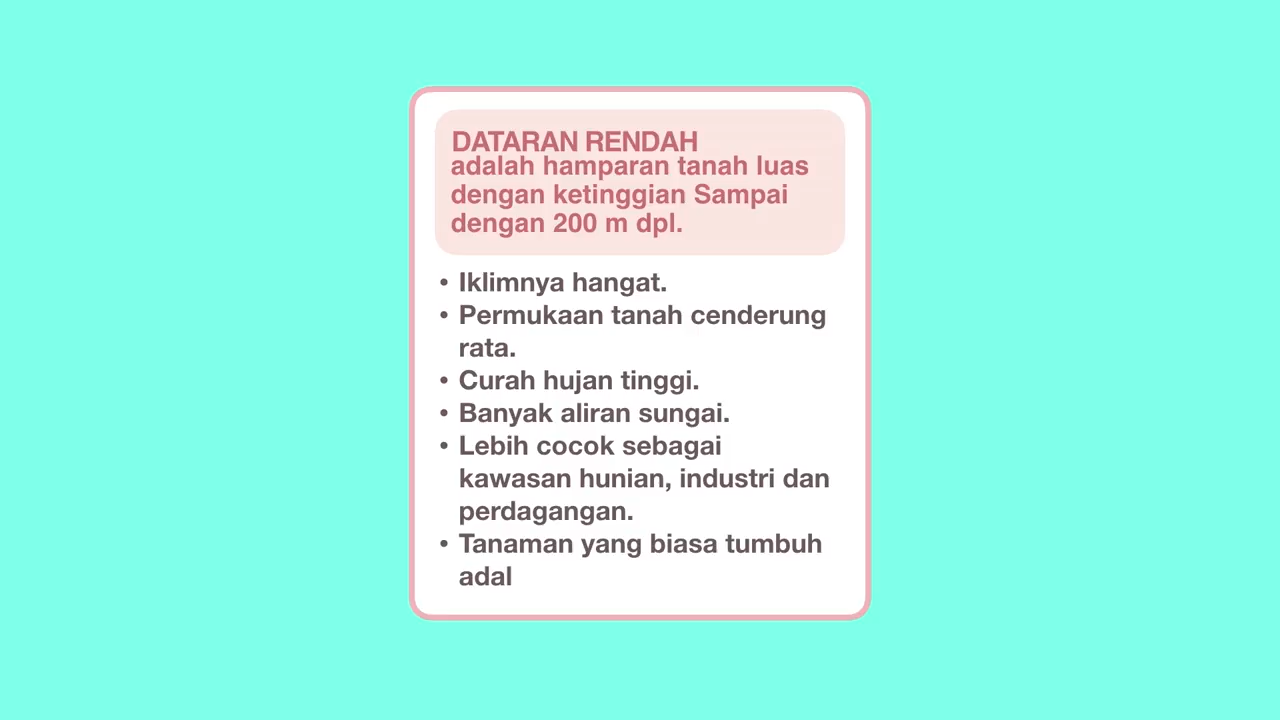 DATARAN RENDAH
adalah hamparan tanah luas
dengan ketinggian Sampai
dengan 200 m dpl.
• Iklimnya hangat.
• Permukaan tanah cenderung
rata.
• Curah hujan tinggi.
• Banyak aliran sungai.
• Lebih cocok sebagai
kawasan hunian, industri dan
perdagangan.
• Tanaman yang biasa tumbuh
adal